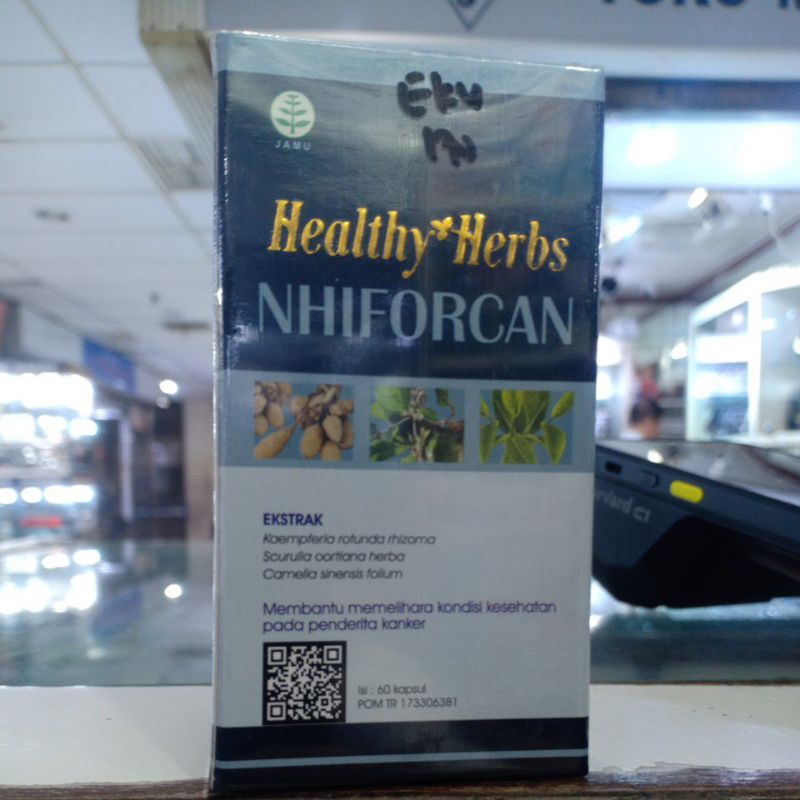 JAMU
Healthy Herbs
NHIFORCAN
EKSTRAK
Kaempferia rotunda rhizoma
Scurulla oortiana herba
Camelia sinensis folium
Membantu memelihara kondisi kesehatan
pada penderita kanker
Isi : 60 kapsul
POM TR 173306381